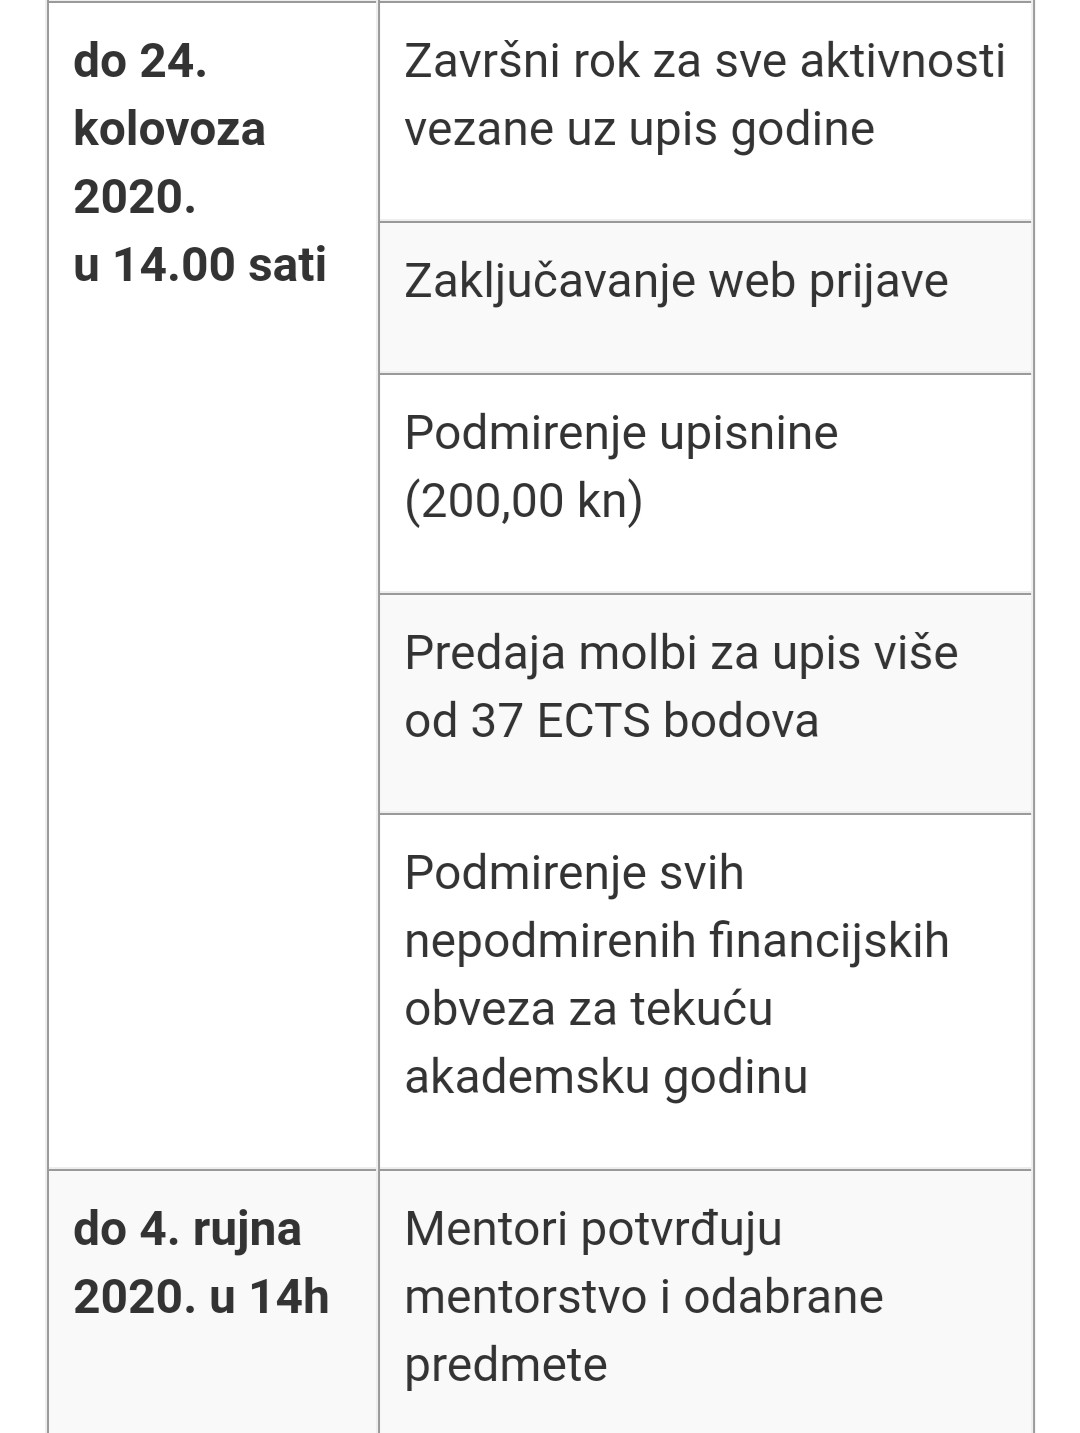 do 24.
kolovoza
2020.
u 14.00 sati
Završni rok za sve aktivnosti
vezane uz upis godine
Zaključavanje web prijave
Podmirenje upisnine
(200,00 kn)
Predaja molbi za upis više
od 37 ECTS bodova
Podmirenje svih
nepodmirenih financijskih
obveza za tekuću
akademsku godinu
do 4. rujna
2020. u 14h
Mentori potvrđuju
mentorstvo i odabrane
predmete